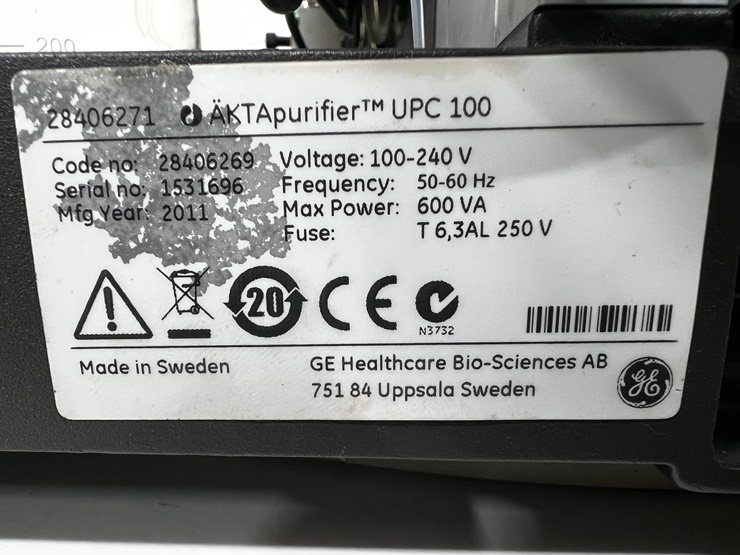 200
28406271 ÄKTApurifier™ UPC 100
Code no: 28406269 Voltage: 100-240 V
Serial no: 1531696 Frequency: 50-60 Hz
Mfg Year: 2011 Max Power: 600 VA
Fuse: T 6,3AL 250 V
20 CE
N3732
Made in Sweden GE Healthcare Bio-Sciences AB
751 84 Uppsala Sweden
GE